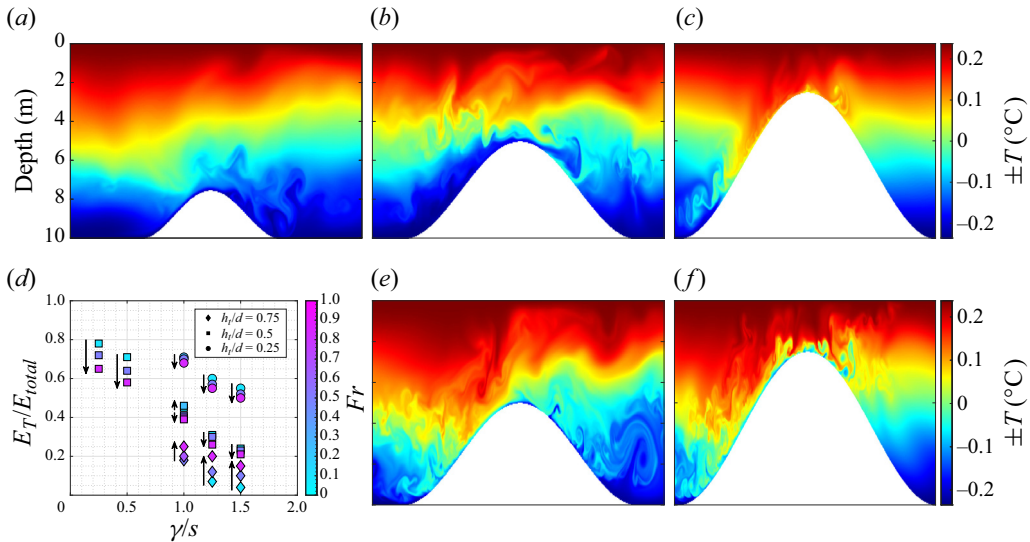 (a)
(b)
(c)
0
2
4
6
8
10
Depth (m)
0.2
0.1
0
–0.1
–0.2
±T (°C)
(d)
(e)
(f)
1.0
0.8
0.6
0.4
0.2
0
0.5
1.0
1.5
2.0
E_T/E_total
γ/s
h_t/d = 0.75
h_t/d = 0.5
h_t/d = 0.25
1.0
0.9
0.8
0.7
0.6
0.5
0.4
0.3
0.2
0.1
0
Fr
0.2
0.1
0
–0.1
–0.2
±T (°C)